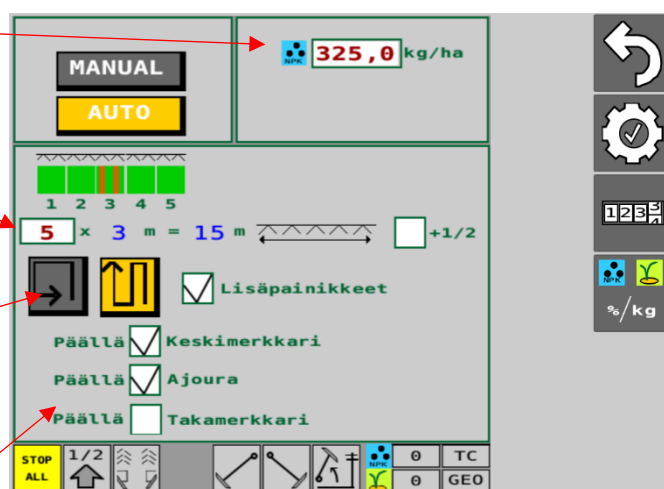 MANUAL
AUTO
NPK 325,0 kg/ha
1 2 3 4 5
5 x 3 m = 15 m +1/2
Lisäpainikkeet
Päällä Keskimerkkari
Päällä Ajoura
Päällä Takamerkkari
STOP ALL
1/2
NPK 0 TC
0 GEO
123
NPK
%/kg